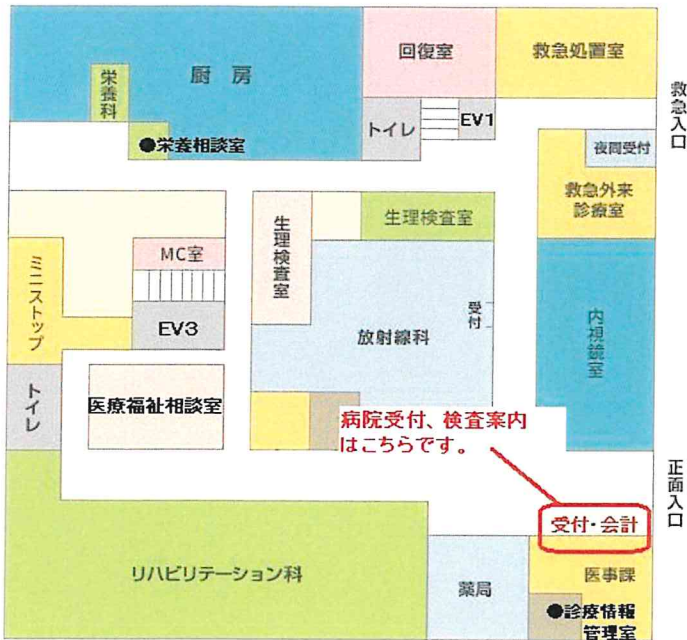 厨房
回復室
救急処置室
栄養科
●栄養相談室
トイレ
EV1
救急入口
夜間受付
救急外来
診療室
生理検査室
生理検査室
MC室
ミニストップ
EV3
受付
放射線科
内視鏡室
トイレ
医療福祉相談室
病院受付、検査案内
はこちらです。
正面入口
受付・会計
リハビリテーション科
薬局
医事課
●診療情報
管理室